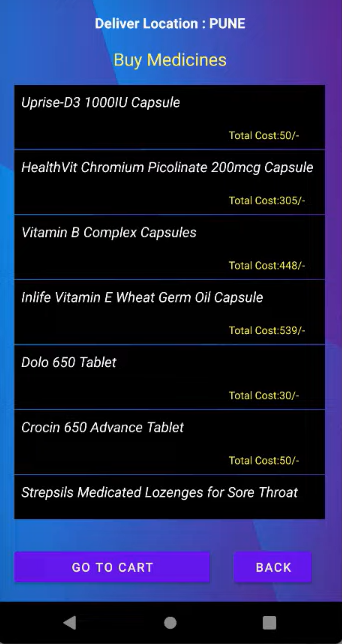 Deliver Location : PUNE
Buy Medicines
Uprise-D3 1000IU Capsule
Total Cost:50/-
HealthVit Chromium Picolinate 200mcg Capsule
Total Cost:305/-
Vitamin B Complex Capsules
Total Cost:448/-
Inlife Vitamin E Wheat Germ Oil Capsule
Total Cost:539/-
Dolo 650 Tablet
Total Cost:30/-
Crocin 650 Advance Tablet
Total Cost:50/-
Strepsils Medicated Lozenges for Sore Throat
GO TO CART
BACK